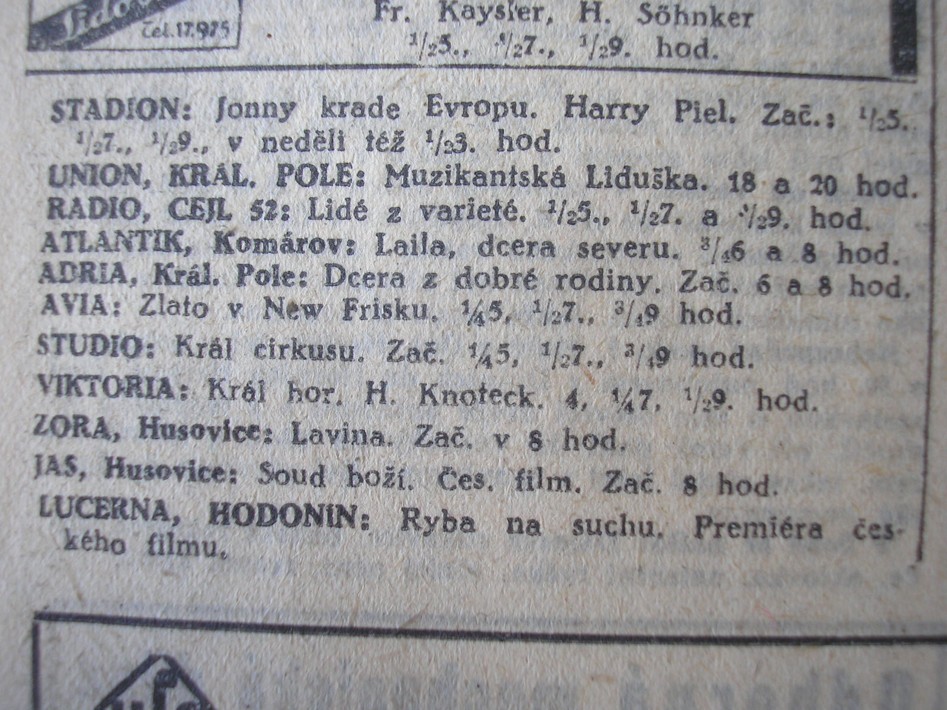 čel.17.975
Fr. Kaysler, H. Söhnker
½5., ½7., ½9. hod.
STADION: Jonny krade Evropu. Harry Piel. Zač.: ½5.
½7., ½9., v neděli též ½3. hod.
UNION, KRÁL. POLE: Muzikantská Liduška. 18 a 20 hod.
RADIO, CEJL 52: Lidé z varieté. ½5., ½7. a ½9. hod.
ATLANTIK, Komárov: Laila, dcera severu. ¾6 a 8 hod.
ADRIA, Král. Pole: Dcera z dobré rodiny. Zač. 6 a 8 hod.
AVIA: Zlato v New Frisku. ¼5, ½7., ¾9 hod.
STUDIO: Král cirkusu. Zač. ¼5, ½7., ¾9 hod.
VIKTORIA: Král hor. H. Knoteck. 4, ¼7, ½9. hod.
ZORA, Husovice: Lavina. Zač. v 8 hod.
JAS, Husovice: Soud boží. Čes. film. Zač. 8 hod.
LUCERNA, HODONIN: Ryba na suchu. Premiéra čes-
kého filmu.